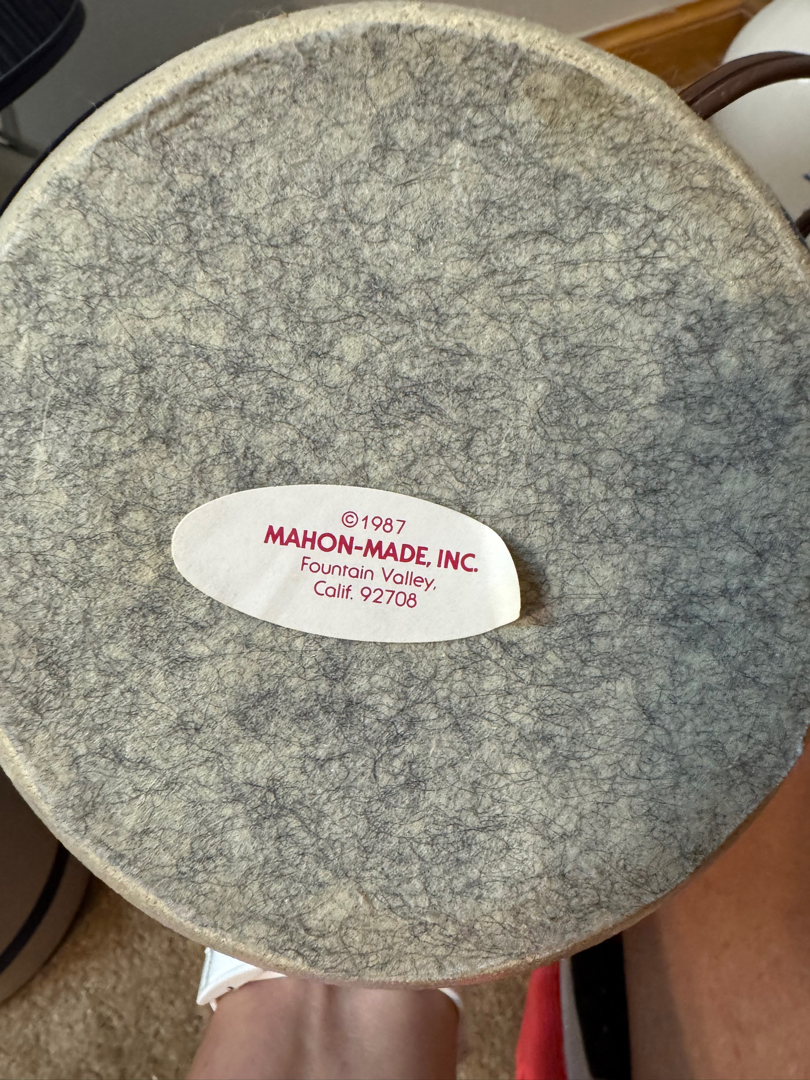 ©1987
MAHON-MADE, INC.
Fountain Valley,
Calif. 92708